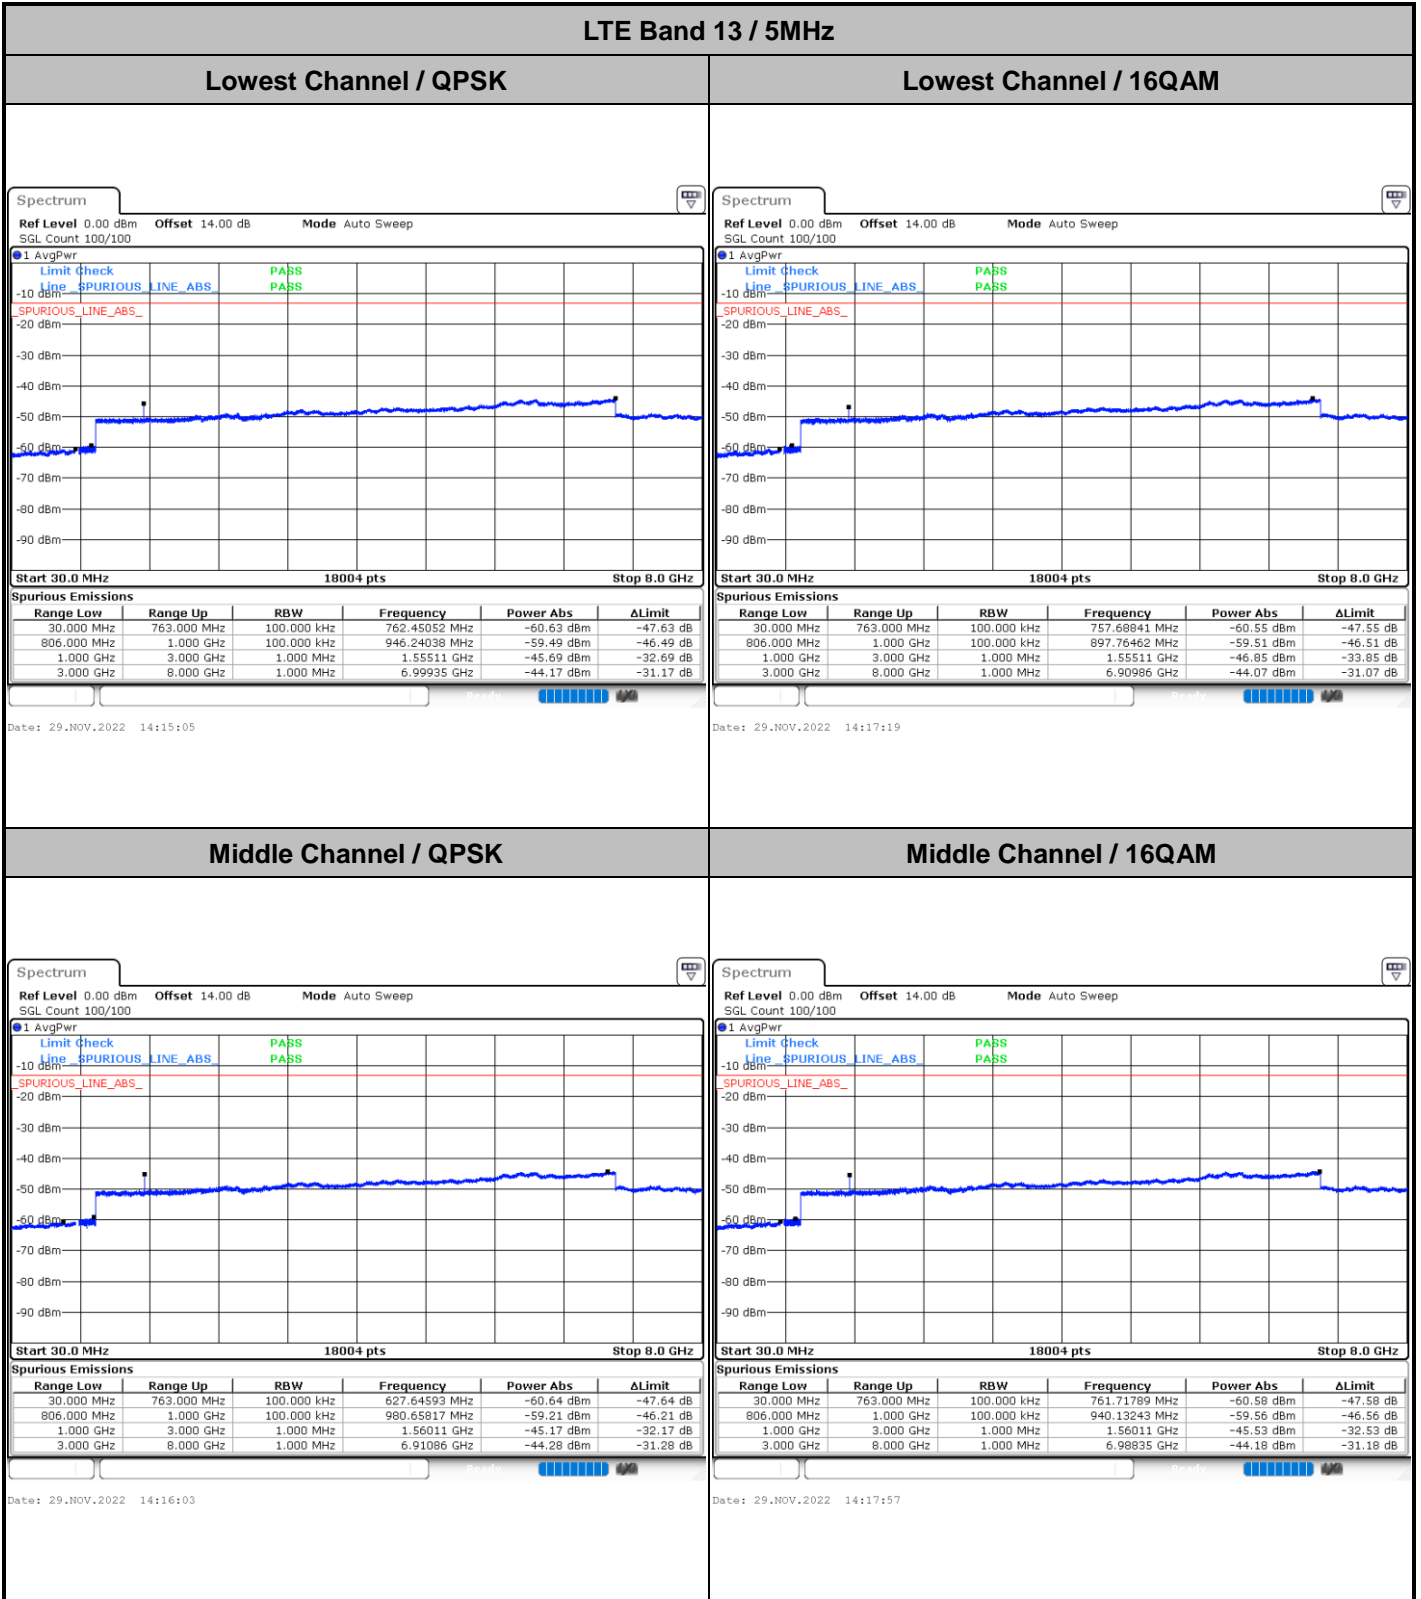 LTE Band 13 / 5MHz
Lowest Channel / QPSK
Lowest Channel / 16QAM
Spectrum
Ref Level 0.00 dBm Offset 14.00 dB Mode Auto Sweep
SGL Count 100/100
1 AvgPwr
Limit Check PASS
Line _SPURIOUS_LINE_ABS_ PASS
-10 dBm
_SPURIOUS_LINE_ABS_
-20 dBm
-30 dBm
-40 dBm
-50 dBm
-60 dBm
-70 dBm
-80 dBm
-90 dBm
Start 30.0 MHz 18004 pts Stop 8.0 GHz
Spurious Emissions
Range Low Range Up RBW Frequency Power Abs ΔLimit
30.000 MHz 763.000 MHz 100.000 kHz 762.45052 MHz -60.63 dBm -47.63 dB
806.000 MHz 1.000 GHz 100.000 kHz 946.24038 MHz -59.49 dBm -46.49 dB
1.000 GHz 3.000 GHz 1.000 MHz 1.55511 GHz -45.69 dBm -32.69 dB
3.000 GHz 8.000 GHz 1.000 MHz 6.99935 GHz -44.17 dBm -31.17 dB
Ready
Date: 29.NOV.2022 14:15:05
Spectrum
Ref Level 0.00 dBm Offset 14.00 dB Mode Auto Sweep
SGL Count 100/100
1 AvgPwr
Limit Check PASS
Line _SPURIOUS_LINE_ABS_ PASS
-10 dBm
_SPURIOUS_LINE_ABS_
-20 dBm
-30 dBm
-40 dBm
-50 dBm
-60 dBm
-70 dBm
-80 dBm
-90 dBm
Start 30.0 MHz 18004 pts Stop 8.0 GHz
Spurious Emissions
Range Low Range Up RBW Frequency Power Abs ΔLimit
30.000 MHz 763.000 MHz 100.000 kHz 757.68841 MHz -60.55 dBm -47.55 dB
806.000 MHz 1.000 GHz 100.000 kHz 897.76462 MHz -59.51 dBm -46.51 dB
1.000 GHz 3.000 GHz 1.000 MHz 1.55511 GHz -46.85 dBm -33.85 dB
3.000 GHz 8.000 GHz 1.000 MHz 6.90986 GHz -44.07 dBm -31.07 dB
Ready
Date: 29.NOV.2022 14:17:19
Middle Channel / QPSK
Middle Channel / 16QAM
Spectrum
Ref Level 0.00 dBm Offset 14.00 dB Mode Auto Sweep
SGL Count 100/100
1 AvgPwr
Limit Check PASS
Line _SPURIOUS_LINE_ABS_ PASS
-10 dBm
_SPURIOUS_LINE_ABS_
-20 dBm
-30 dBm
-40 dBm
-50 dBm
-60 dBm
-70 dBm
-80 dBm
-90 dBm
Start 30.0 MHz 18004 pts Stop 8.0 GHz
Spurious Emissions
Range Low Range Up RBW Frequency Power Abs ΔLimit
30.000 MHz 763.000 MHz 100.000 kHz 627.64593 MHz -60.64 dBm -47.64 dB
806.000 MHz 1.000 GHz 100.000 kHz 980.65817 MHz -59.21 dBm -46.21 dB
1.000 GHz 3.000 GHz 1.000 MHz 1.56011 GHz -45.17 dBm -32.17 dB
3.000 GHz 8.000 GHz 1.000 MHz 6.91086 GHz -44.28 dBm -31.28 dB
Ready
Date: 29.NOV.2022 14:16:03
Spectrum
Ref Level 0.00 dBm Offset 14.00 dB Mode Auto Sweep
SGL Count 100/100
1 AvgPwr
Limit Check PASS
Line _SPURIOUS_LINE_ABS_ PASS
-10 dBm
_SPURIOUS_LINE_ABS_
-20 dBm
-30 dBm
-40 dBm
-50 dBm
-60 dBm
-70 dBm
-80 dBm
-90 dBm
Start 30.0 MHz 18004 pts Stop 8.0 GHz
Spurious Emissions
Range Low Range Up RBW Frequency Power Abs ΔLimit
30.000 MHz 763.000 MHz 100.000 kHz 761.71789 MHz -60.58 dBm -47.58 dB
806.000 MHz 1.000 GHz 100.000 kHz 940.13243 MHz -59.56 dBm -46.56 dB
1.000 GHz 3.000 GHz 1.000 MHz 1.56011 GHz -45.53 dBm -32.53 dB
3.000 GHz 8.000 GHz 1.000 MHz 6.98835 GHz -44.18 dBm -31.18 dB
Ready
Date: 29.NOV.2022 14:17:57